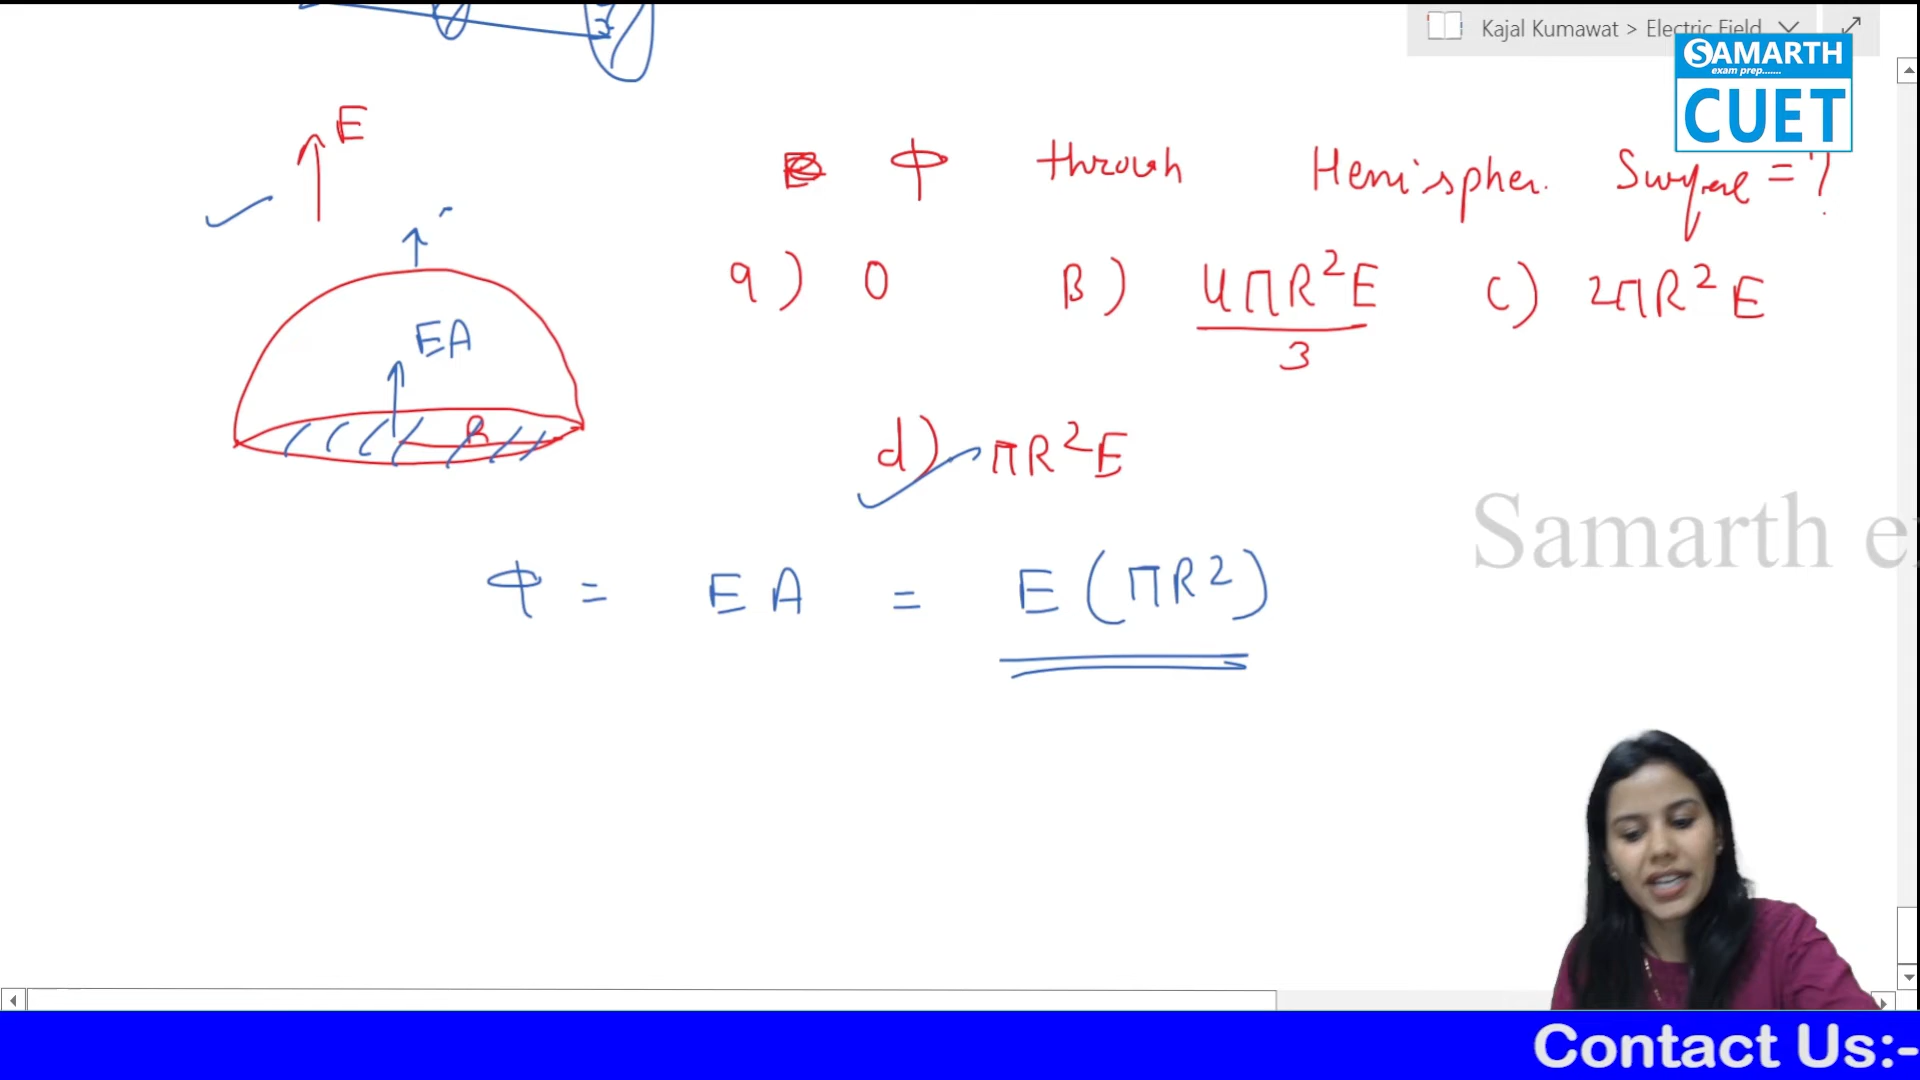 Kajal Kumawat > Electric Field
SAMARTH
exam prep.......
CUET
E
Φ through Hemispher. Surface = ?
a) 0 B) 4πR²E/3 c) 2πR²E
EA
R
d) πR²E
Samarth e
Φ = EA = E(πR²)
Contact Us:-